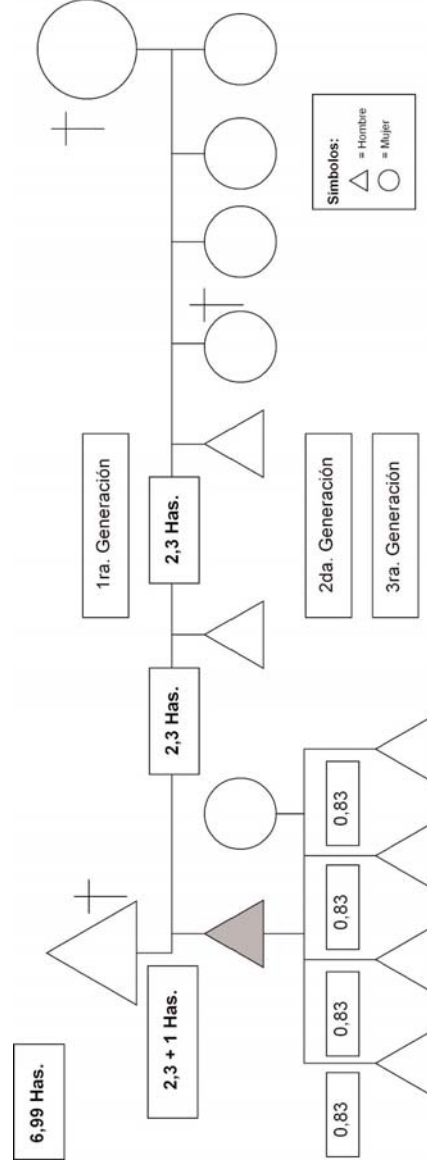 6,99 Has.
1ra. Generación
2,3 + 1 Has.
2,3 Has.
2,3 Has.
Simbolos:
= Hombre
= Mujer
2da. Generación
3ra. Generación
0,83
0,83
0,83
0,83